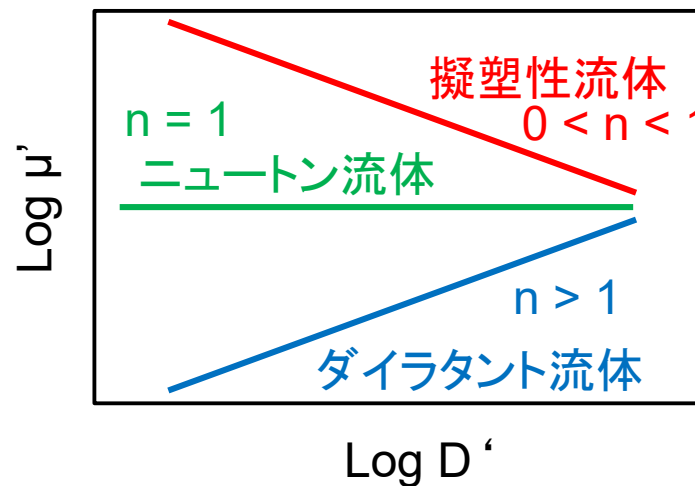 擬塑性流体
0 < n < 1
n = 1
ニュートン流体
Log μ’
n > 1
ダイラタント流体
Log D ‘